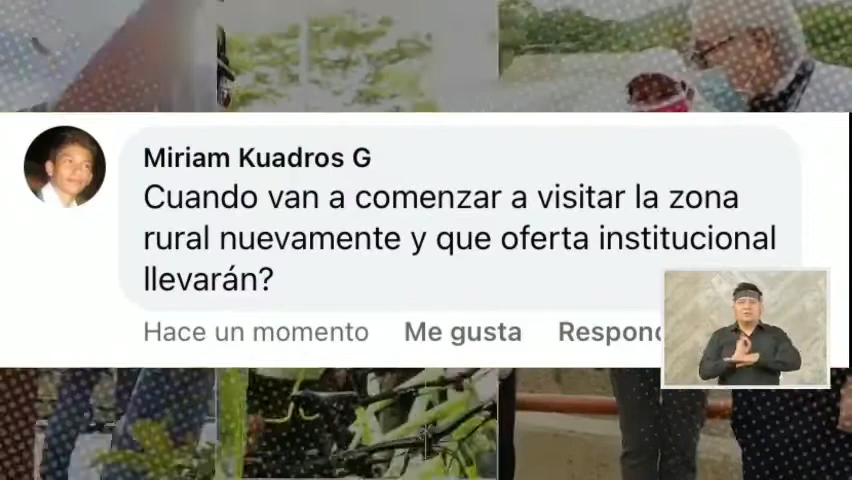 Miriam Kuadros G
Cuando van a comenzar a visitar la zona
rural nuevamente y que oferta institucional
llevarán?
Hace un momento Me gusta Respond